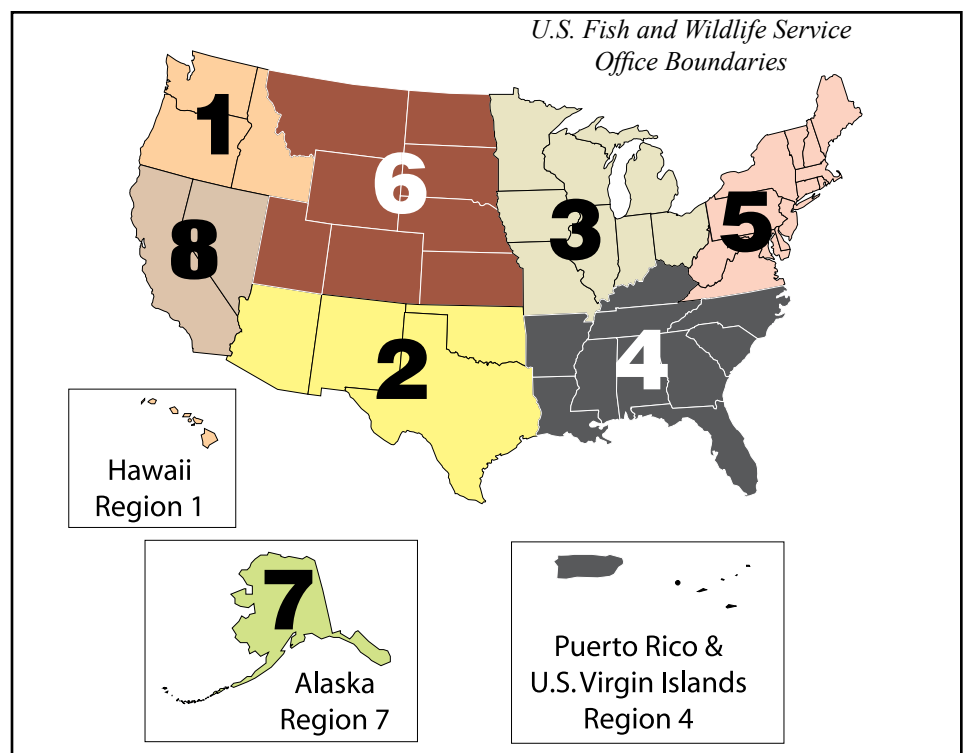 U.S. Fish and Wildlife Service
Office Boundaries
1
6
3
5
8
2
4
Hawaii
Region 1
7
Alaska
Region 7
Puerto Rico &
U.S. Virgin Islands
Region 4